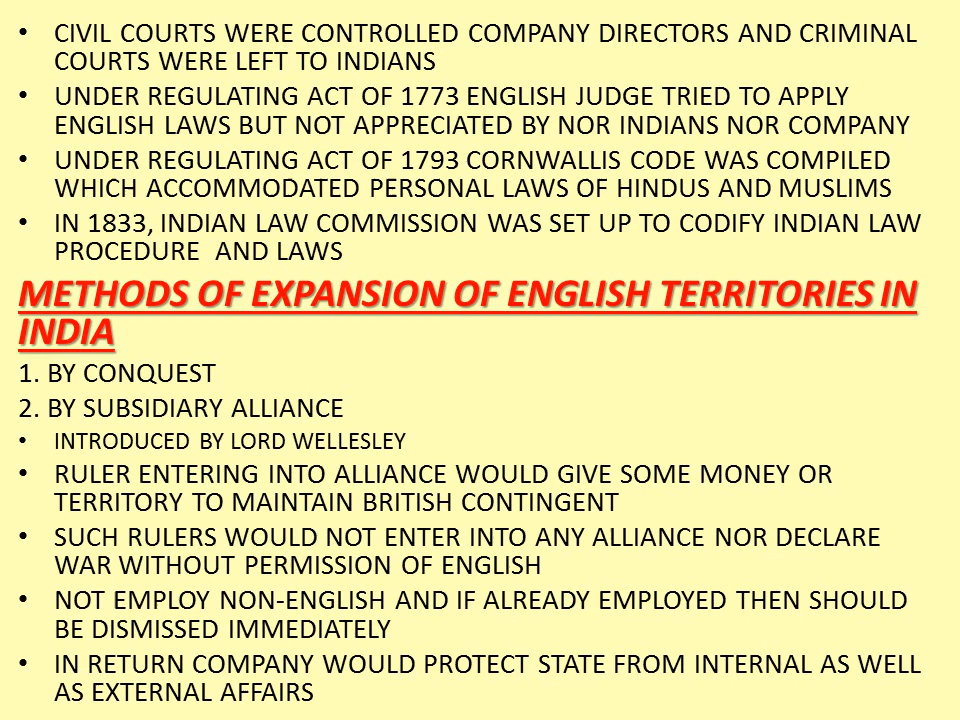 • CIVIL COURTS WERE CONTROLLED COMPANY DIRECTORS AND CRIMINAL
COURTS WERE LEFT TO INDIANS
• UNDER REGULATING ACT OF 1773 ENGLISH JUDGE TRIED TO APPLY
ENGLISH LAWS BUT NOT APPRECIATED BY NOR INDIANS NOR COMPANY
• UNDER REGULATING ACT OF 1793 CORNWALLIS CODE WAS COMPILED
WHICH ACCOMMODATED PERSONAL LAWS OF HINDUS AND MUSLIMS
• IN 1833, INDIAN LAW COMMISSION WAS SET UP TO CODIFY INDIAN LAW
PROCEDURE AND LAWS
METHODS OF EXPANSION OF ENGLISH TERRITORIES IN
INDIA
1. BY CONQUEST
2. BY SUBSIDIARY ALLIANCE
• INTRODUCED BY LORD WELLESLEY
• RULER ENTERING INTO ALLIANCE WOULD GIVE SOME MONEY OR
TERRITORY TO MAINTAIN BRITISH CONTINGENT
• SUCH RULERS WOULD NOT ENTER INTO ANY ALLIANCE NOR DECLARE
WAR WITHOUT PERMISSION OF ENGLISH
• NOT EMPLOY NON-ENGLISH AND IF ALREADY EMPLOYED THEN SHOULD
BE DISMISSED IMMEDIATELY
• IN RETURN COMPANY WOULD PROTECT STATE FROM INTERNAL AS WELL
AS EXTERNAL AFFAIRS